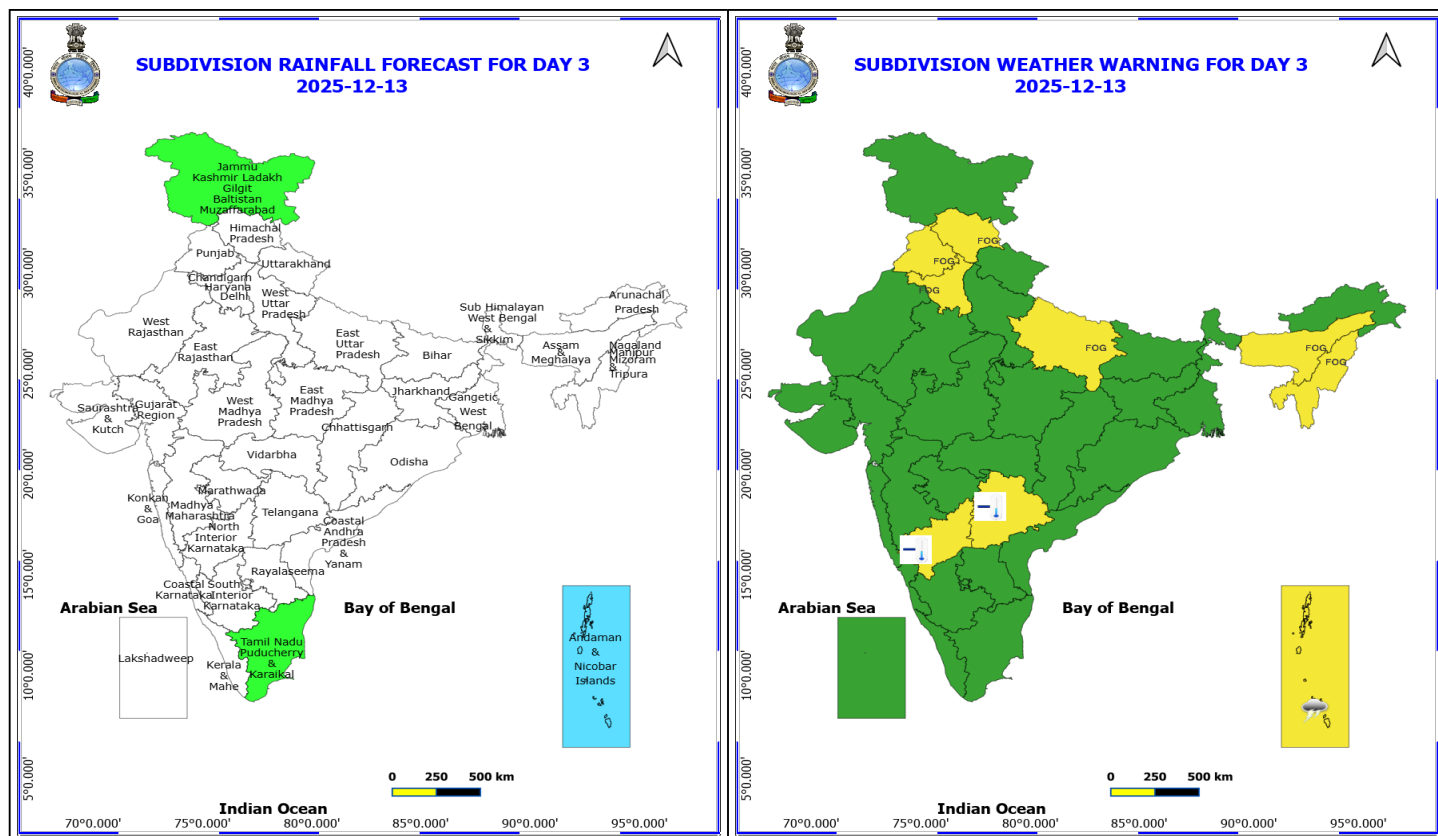 SUBDIVISION RAINFALL FORECAST FOR DAY 3
2025-12-13
40°0.000'
35°0.000'
30°0.000'
25°0.000'
20°0.000'
15°0.000'
10°0.000'
5°0.000'
Jammu
Kashmir Ladakh
Gilgit
Baltistan
Muzaffarabad
Himachal
Pradesh
Punjab
Uttarakhand
Chandigarh
Haryana
Delhi
West
Uttar
Pradesh
West
Rajasthan
East
Rajasthan
East
Uttar
Pradesh
Bihar
Sub Himalayan
West Bengal
&
Sikkim
Arunachal
Pradesh
Assam
&
Meghalaya
Nagaland
Manipur
Mizoram
&
Tripura
Saurashtra
&
Kutch
Gujarat
Region
West
Madhya
Pradesh
East
Madhya
Pradesh
Jharkhand
Gangetic
West
Bengal
Chhattisgarh
Vidarbha
Odisha
Konkan
&
Goa
Madhya
Maharashtra
Marathwada
Telangana
North
Interior
Karnataka
Coastal
Andhra
Pradesh
&
Yanam
Rayalaseema
Coastal
Karnataka
South
Interior
Karnataka
Arabian Sea
Bay of Bengal
Lakshadweep
Kerala
&
Mahe
Tamil Nadu
Puducherry
&
Karaikal
Andaman
&
Nicobar
Islands
0 250 500 km
Indian Ocean
70°0.000' 75°0.000' 80°0.000' 85°0.000' 90°0.000' 95°0.000'
SUBDIVISION WEATHER WARNING FOR DAY 3
2025-12-13
40°0.000'
35°0.000'
30°0.000'
25°0.000'
20°0.000'
15°0.000'
10°0.000'
5°0.000'
FOG
FOG
FOG
FOG
FOG
FOG
Arabian Sea
Bay of Bengal
0 250 500 km
Indian Ocean
70°0.000' 75°0.000' 80°0.000' 85°0.000' 90°0.000' 95°0.000'